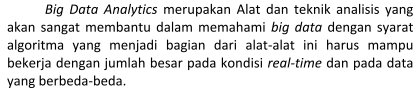 Big Data Analytics merupakan Alat dan teknik analisis yang
akan sangat membantu dalam memahami big data dengan syarat
algoritma yang menjadi bagian dari alat-alat ini harus mampu
bekerja dengan jumlah besar pada kondisi real-time dan pada data
yang berbeda-beda.